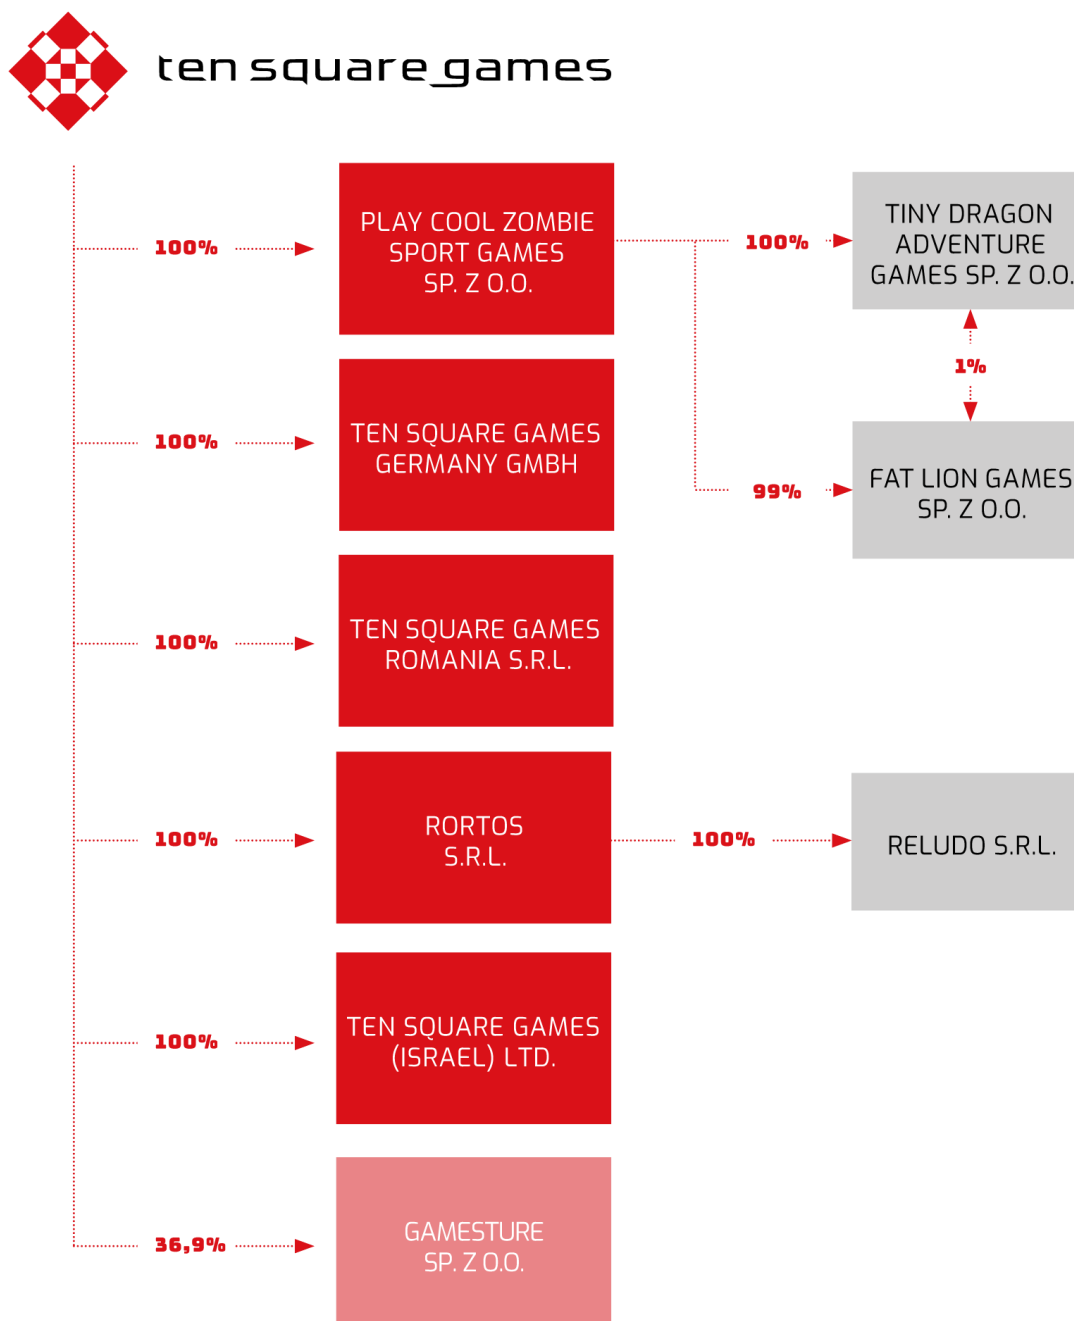 ten square games
100%
PLAY COOL ZOMBIE
SPORT GAMES
SP. Z O.O.
100%
TINY DRAGON
ADVENTURE
GAMES SP. Z O.O.
1%
100%
TEN SQUARE GAMES
GERMANY GMBH
99%
FAT LION GAMES
SP. Z O.O.
100%
TEN SQUARE GAMES
ROMANIA S.R.L.
100%
RORTOS
S.R.L.
100%
RELUDO S.R.L.
100%
TEN SQUARE GAMES
(ISRAEL) LTD.
36,9%
GAMESTURE
SP. Z O.O.